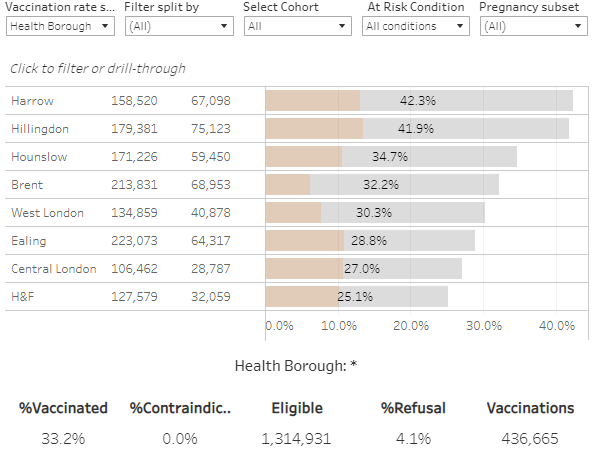 Vaccination rate s... Filter split by Select Cohort At Risk Condition Pregnancy subset
Health Borough (All) All All conditions (All)
Click to filter or drill-through
Harrow 158,520 67,098 42.3%
Hillingdon 179,381 75,123 41.9%
Hounslow 171,226 59,450 34.7%
Brent 213,831 68,953 32.2%
West London 134,859 40,878 30.3%
Ealing 223,073 64,317 28.8%
Central London 106,462 28,787 27.0%
H&F 127,579 32,059 25.1%
0.0% 10.0% 20.0% 30.0% 40.0%
Health Borough: *
%Vaccinated %Contraindic.. Eligible %Refusal Vaccinations
33.2% 0.0% 1,314,931 4.1% 436,665